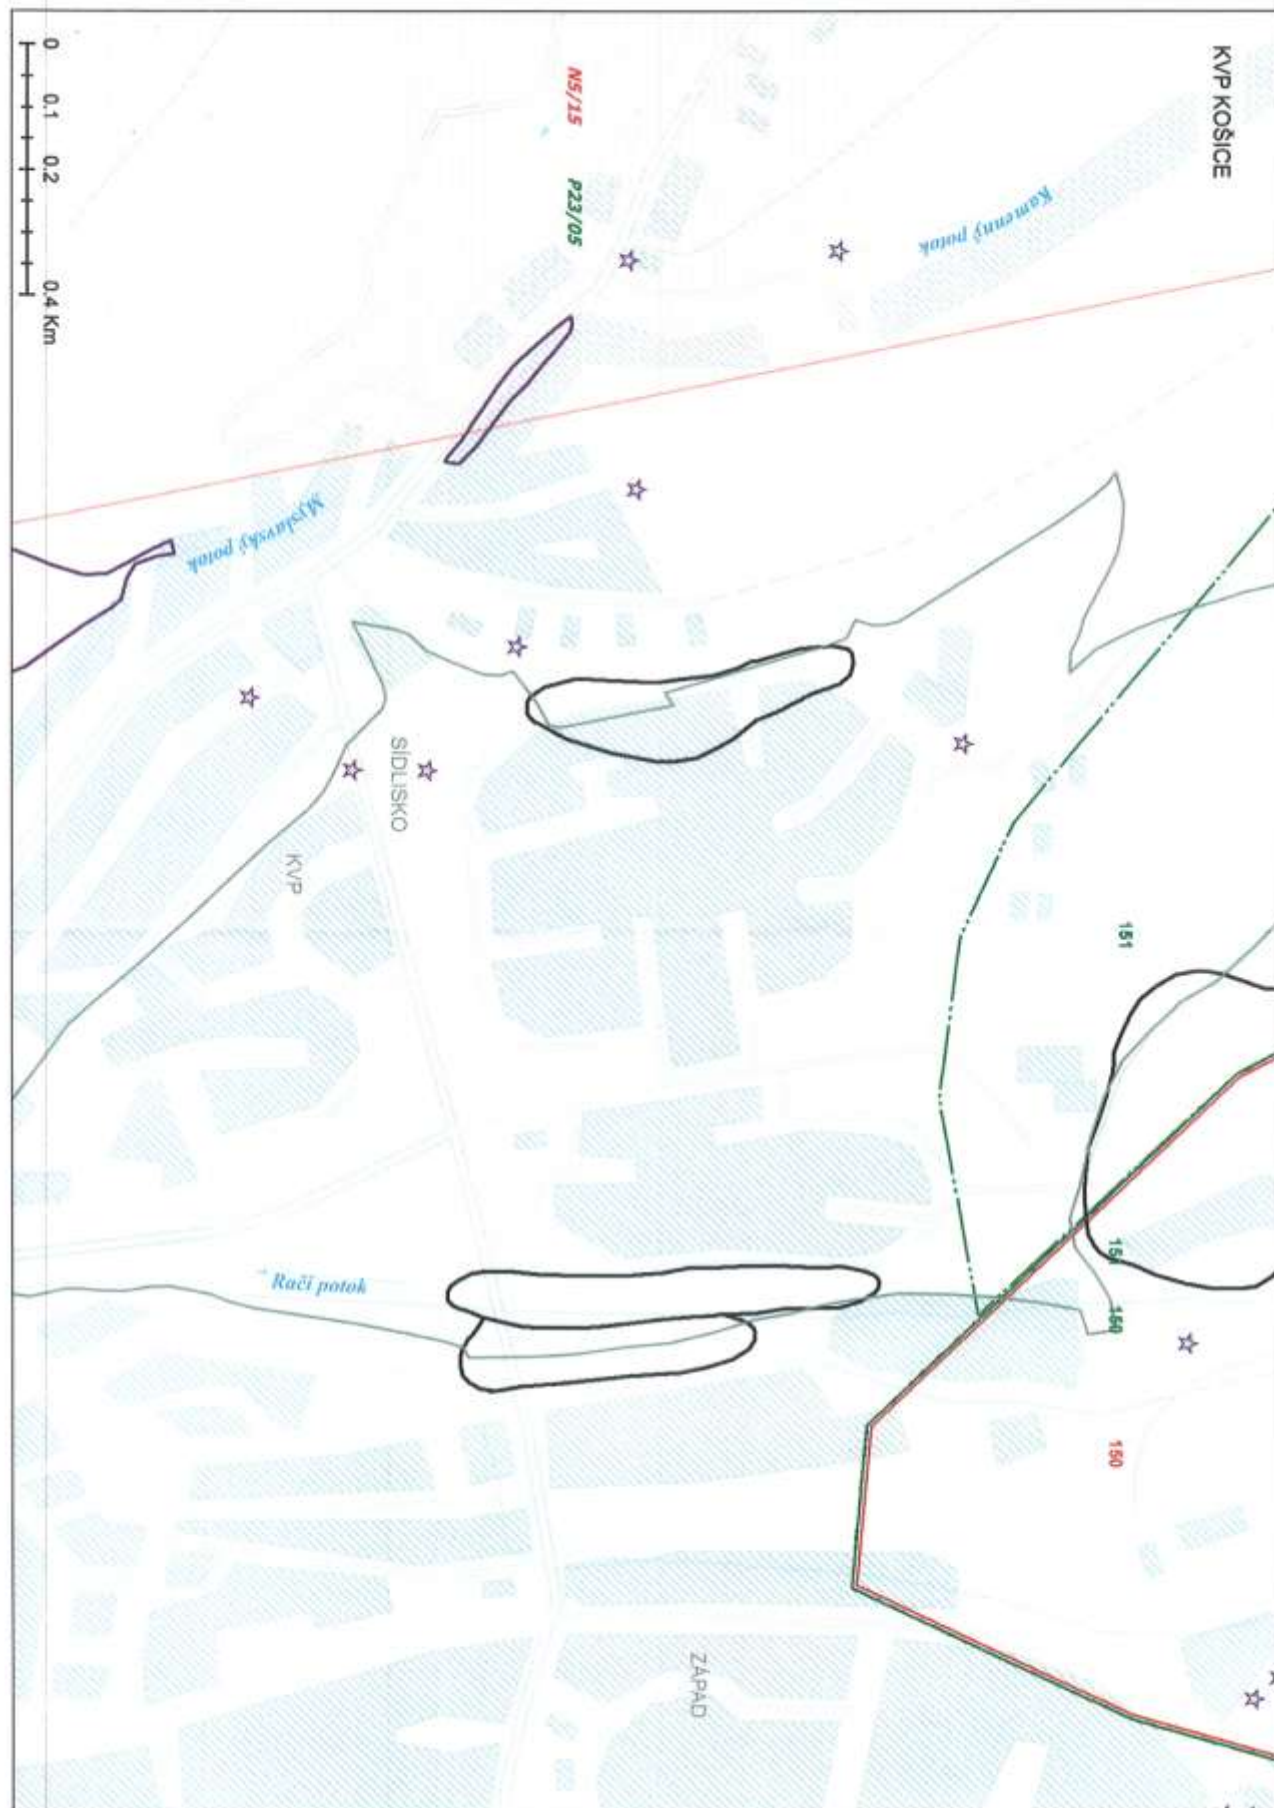 KVP KOŠICE
Kamenný potok
N5/15 P23/05
0 0.1 0.2 0.4 Km
Myslavský potok
SÍDLISKO
KVP
151
151
150
150
Račí potok
ZÁPAD